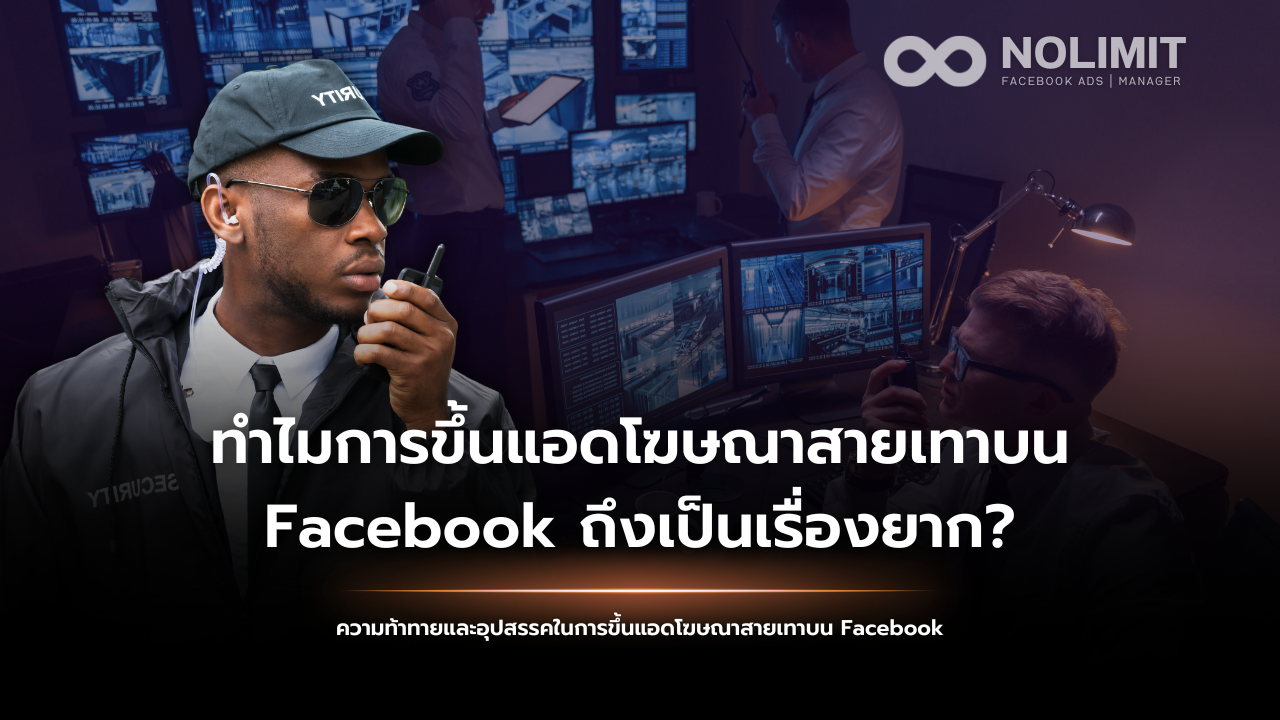 NOLIMIT
FACEBOOK ADS | MANAGER
ทำไมการขึ้นแอดโฆษณาสายเทาบน
Facebook ถึงเป็นเรื่องยาก?
SECURITY
ความท้าทายและอุปสรรคในการขึ้นแอดโฆษณาสายเทาบน Facebook